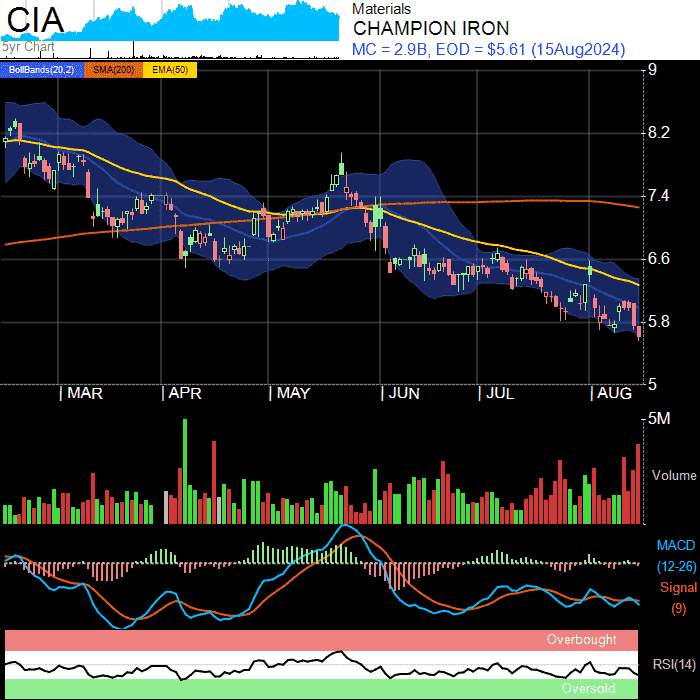 CIA
5yr Chart
Materials
CHAMPION IRON
MC = 2.9B, EOD = $5.61 (15Aug2024)
BollBands(20,2) SMA(200) EMA(50)
9
8.2
7.4
6.6
5.8
5
MAR APR MAY JUN JUL AUG
5M
Volume
MACD
(12-26)
Signal
(9)
Overbought
RSI(14)
Oversold